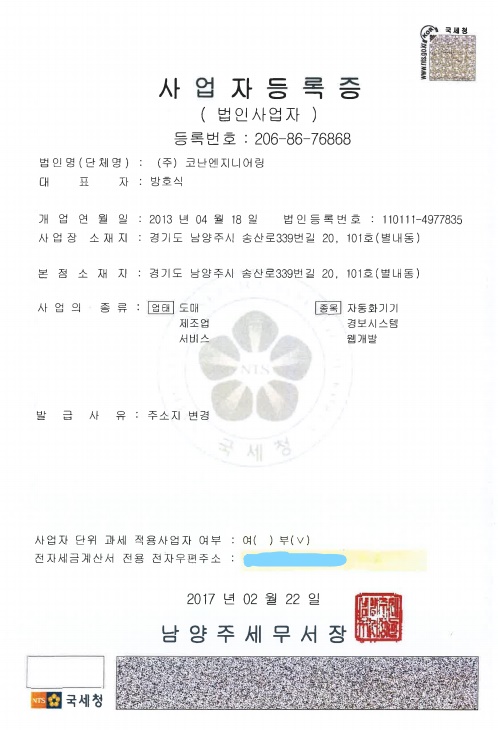 국세청
www.nts.go.kr
사업자등록증
( 법인사업자 )
등록번호 : 206-86-76868
법인명(단체명) : (주) 코난엔지니어링
대 표 자 : 방호식
개 업 연 월 일 : 2013 년 04 월 18 일 법인등록번호 : 110111-4977835
사업장 소재지 : 경기도 남양주시 송산로339번길 20, 101호(별내동)
본 점 소 재 지 : 경기도 남양주시 송산로339번길 20, 101호(별내동)
사 업 의 종 류 : 업태 도매 종목 자동화기기
제조업 경보시스템
서비스 웹개발
NTS
발 급 사 유 : 주소지 변경
국세청
사업자 단위 과세 적용사업자 여부 : 여( ) 부(∨)
전자세금계산서 전용 전자우편주소 :
2017 년 02 월 22 일
남양주세무서장
NTS 국세청